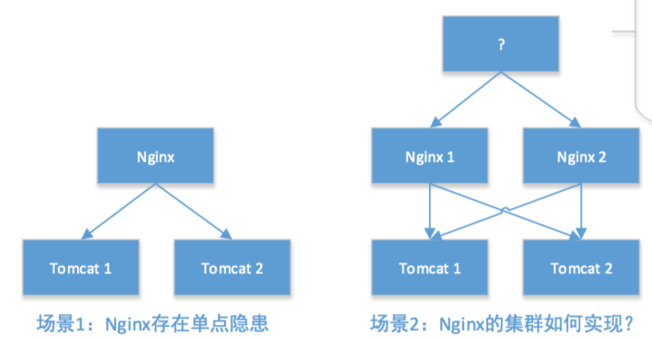 ?
Nginx
Nginx 1
Nginx 2
Tomcat 1
Tomcat 2
Tomcat 1
Tomcat 2
场景1：Nginx存在单点隐患
场景2：Nginx的集群如何实现？